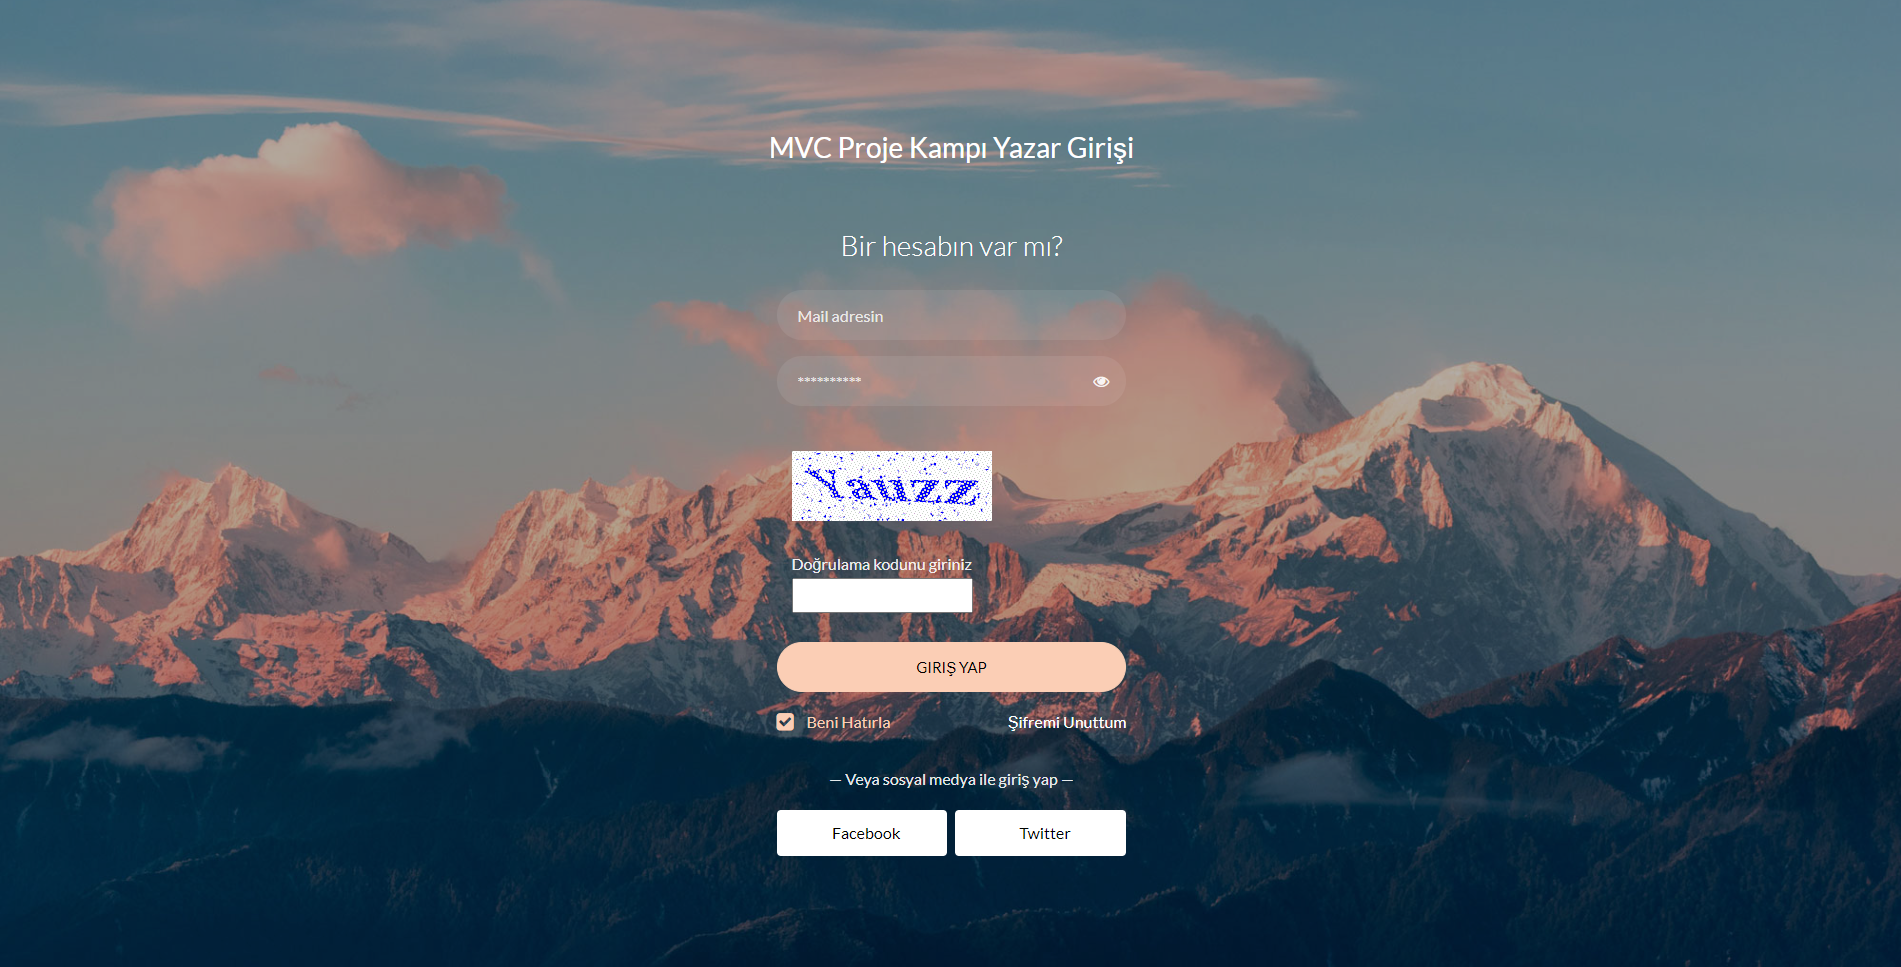 MVC Proje Kampı Yazar Girişi
Bir hesabın var mı?
Mail adresin
**********
Doğrulama kodunu giriniz
GIRIŞ YAP
Beni Hatırla
Şifremi Unuttum
— Veya sosyal medya ile giriş yap —
Facebook
Twitter